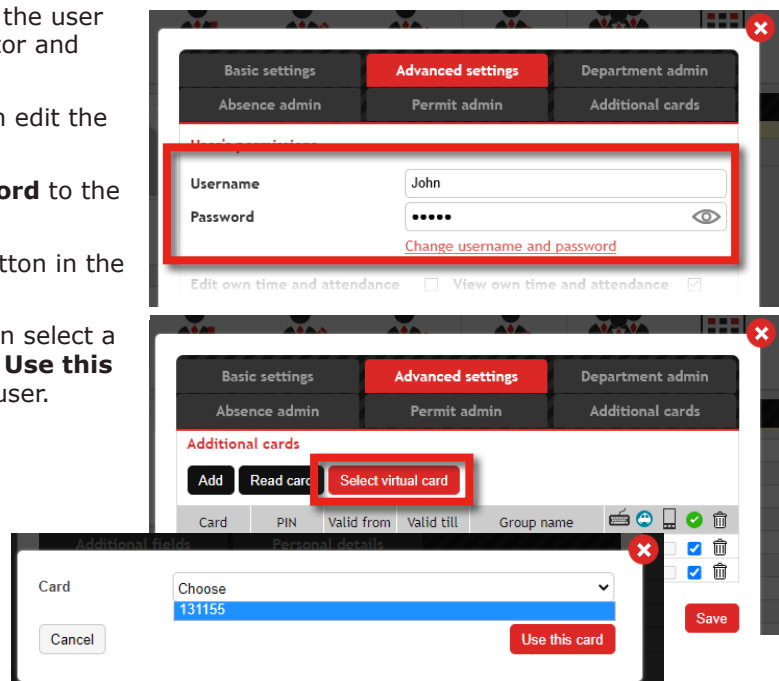 the user
tor and
n edit the
ord to the
tton in the
n select a
Use this
user.
Basic settings Advanced settings Department admin
Absence admin Permit admin Additional cards
Username John
Password •••••
Change username and password
Edit own time and attendance View own time and attendance
Basic settings Advanced settings Department admin
Absence admin Permit admin Additional cards
Additional cards
Add Read card Select virtual card
Card PIN Valid from Valid till Group name
Additional fields Personal details
Card Choose
131155
Cancel Use this card
Save